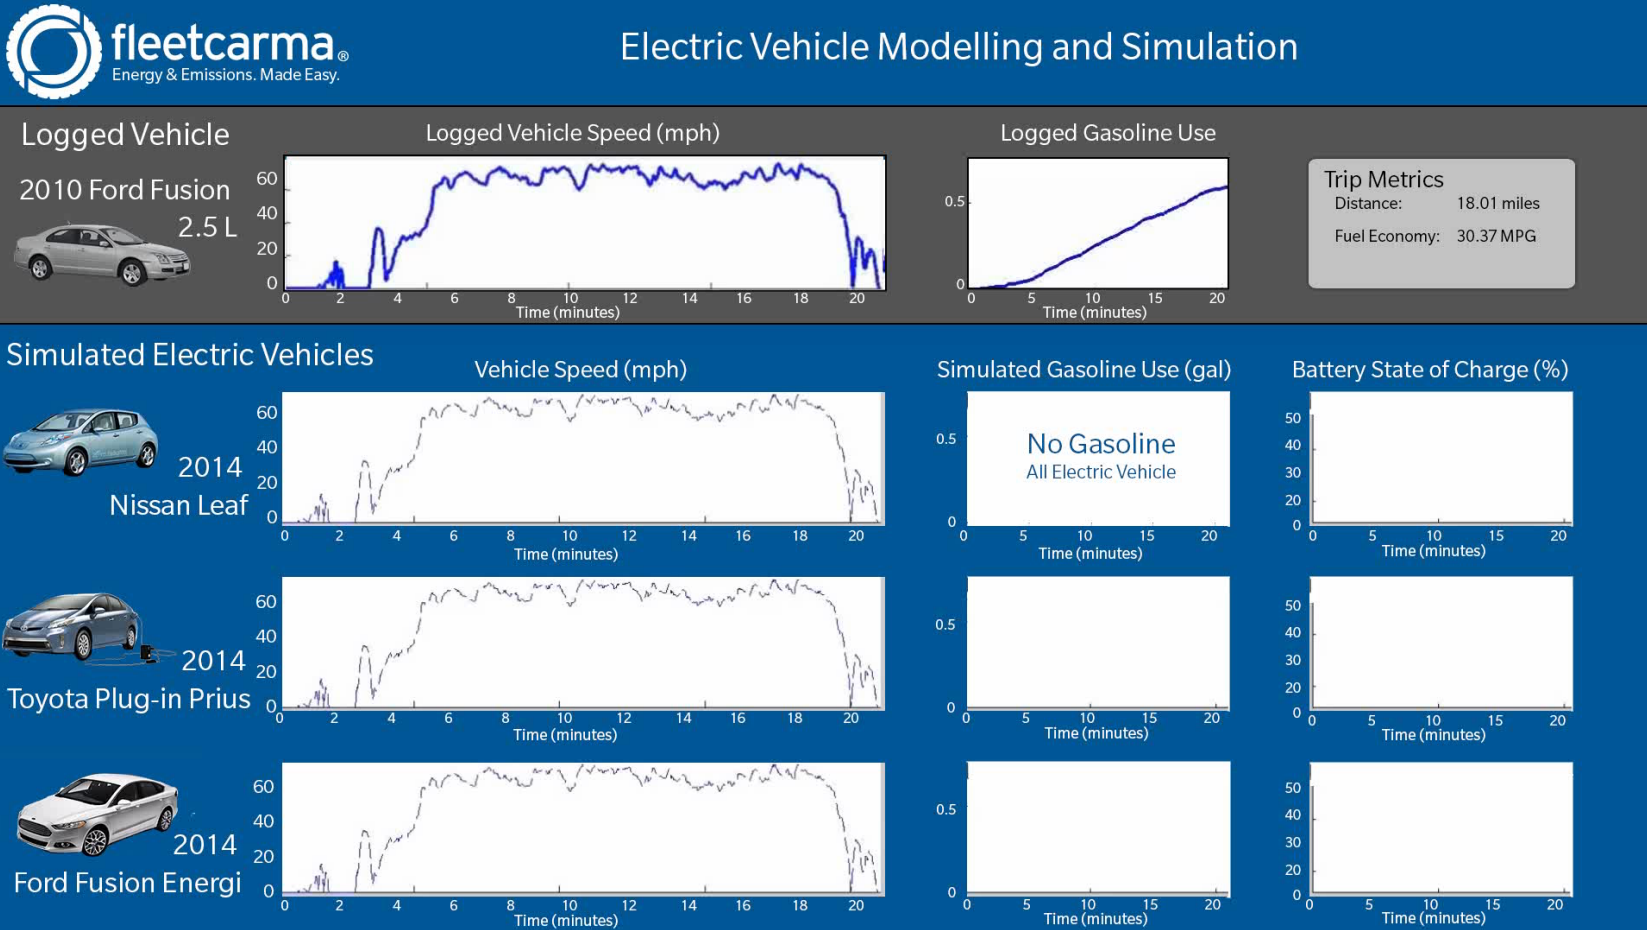 fleetcarma®
Energy & Emissions. Made Easy.
Electric Vehicle Modelling and Simulation
Logged Vehicle
2010 Ford Fusion
2.5 L
Logged Vehicle Speed (mph)
60
40
20
0
0 2 4 6 8 10 12 14 16 18 20
Time (minutes)
Logged Gasoline Use
0.5
0
0 5 10 15 20
Time (minutes)
Trip Metrics
Distance: 18.01 miles
Fuel Economy: 30.37 MPG
Simulated Electric Vehicles
Vehicle Speed (mph)
Simulated Gasoline Use (gal)
Battery State of Charge (%)
2014
Nissan Leaf
60
40
20
0
0 2 4 6 8 10 12 14 16 18 20
Time (minutes)
0.5
0
No Gasoline
All Electric Vehicle
0 5 10 15 20
Time (minutes)
50
40
30
20
0
0 5 10 15 20
Time (minutes)
2014
Toyota Plug-in Prius
60
40
20
0
0 2 4 6 8 10 12 14 16 18 20
Time (minutes)
0.5
0
0 5 10 15 20
Time (minutes)
50
40
30
20
0
0 5 10 15 20
Time (minutes)
2014
Ford Fusion Energi
60
40
20
0
0 2 4 6 8 10 12 14 16 18 20
Time (minutes)
0.5
0
0 5 10 15 20
Time (minutes)
50
40
30
20
0
0 5 10 15 20
Time (minutes)